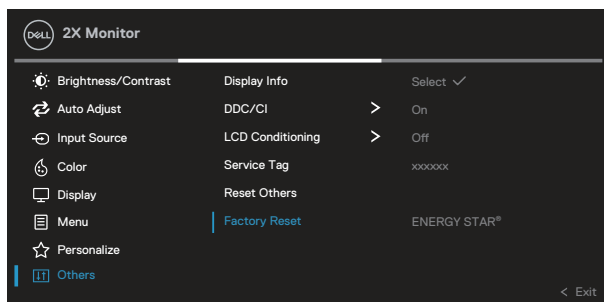 DELL 2X Monitor
Brightness/Contrast Display Info Select ✓
Auto Adjust DDC/CI > On
Input Source LCD Conditioning > Off
Color Service Tag xxxxxx
Display Reset Others
Menu Factory Reset ENERGY STAR®
Personalize
Others
< Exit